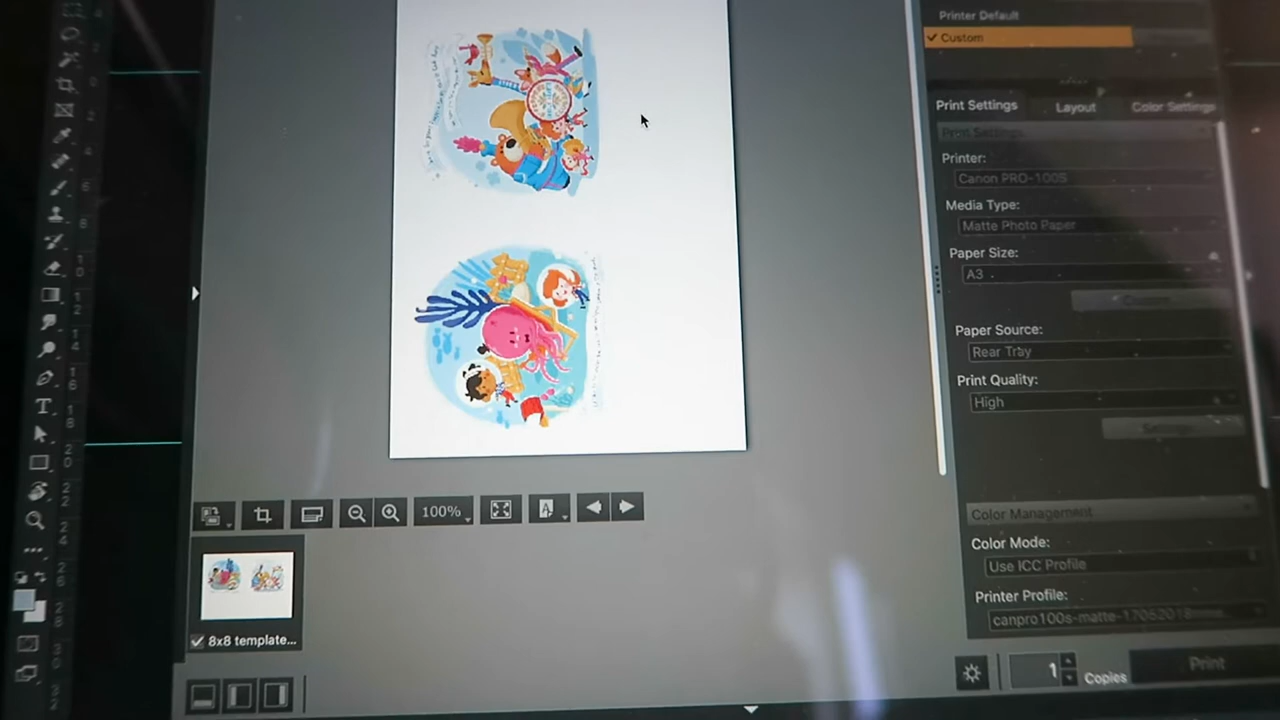 Printer Default
Custom
Print Settings
Layout
Color Settings
Print Settings
Printer:
Canon PRO-100S
Media Type:
Matte Photo Paper
Paper Size:
A3
Paper Source:
Rear Tray
Print Quality:
High
Color Management
Color Mode:
Use ICC Profile
Printer Profile:
100%
8x8 template...
1
Copies
Print